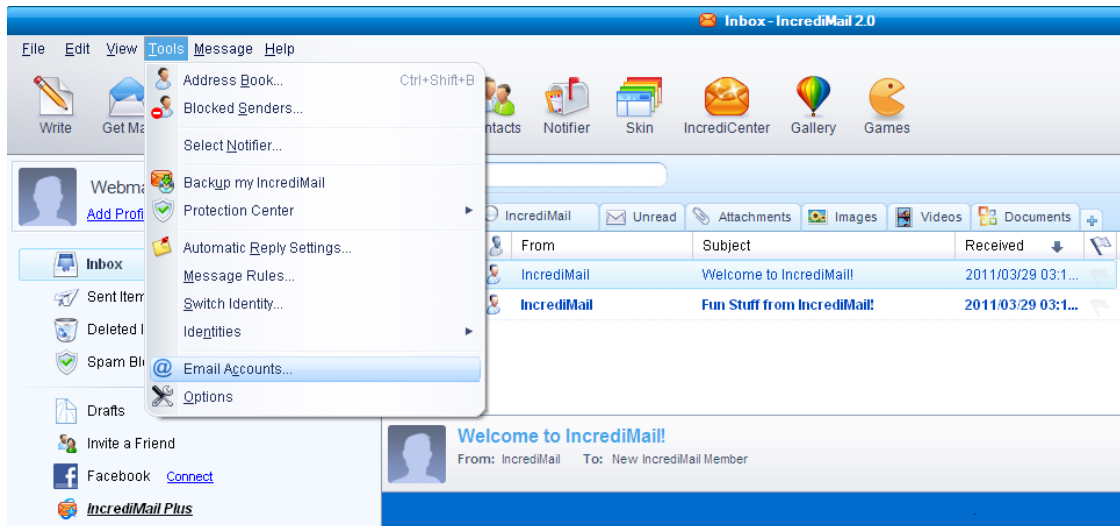 Inbox - IncrediMail 2.0
File Edit View Tools Message Help
Address Book... Ctrl+Shift+B
Blocked Senders...
Select Notifier...
Backup my IncrediMail
Protection Center
Automatic Reply Settings...
Message Rules...
Switch Identity...
Identities
Email Accounts...
Options
Write Get Ma ntacts Notifier Skin IncrediCenter Gallery Games
Webma
Add Profi
Inbox
Sent Item
Deleted I
Spam Bl
Drafts
Invite a Friend
Facebook Connect
IncrediMail Plus
IncrediMail Unread Attachments Images Videos Documents
From Subject Received
IncrediMail Welcome to IncrediMail! 2011/03/29 03:1...
IncrediMail Fun Stuff from IncrediMail! 2011/03/29 03:1...
Welcome to IncrediMail!
From: IncrediMail To: New IncrediMail Member